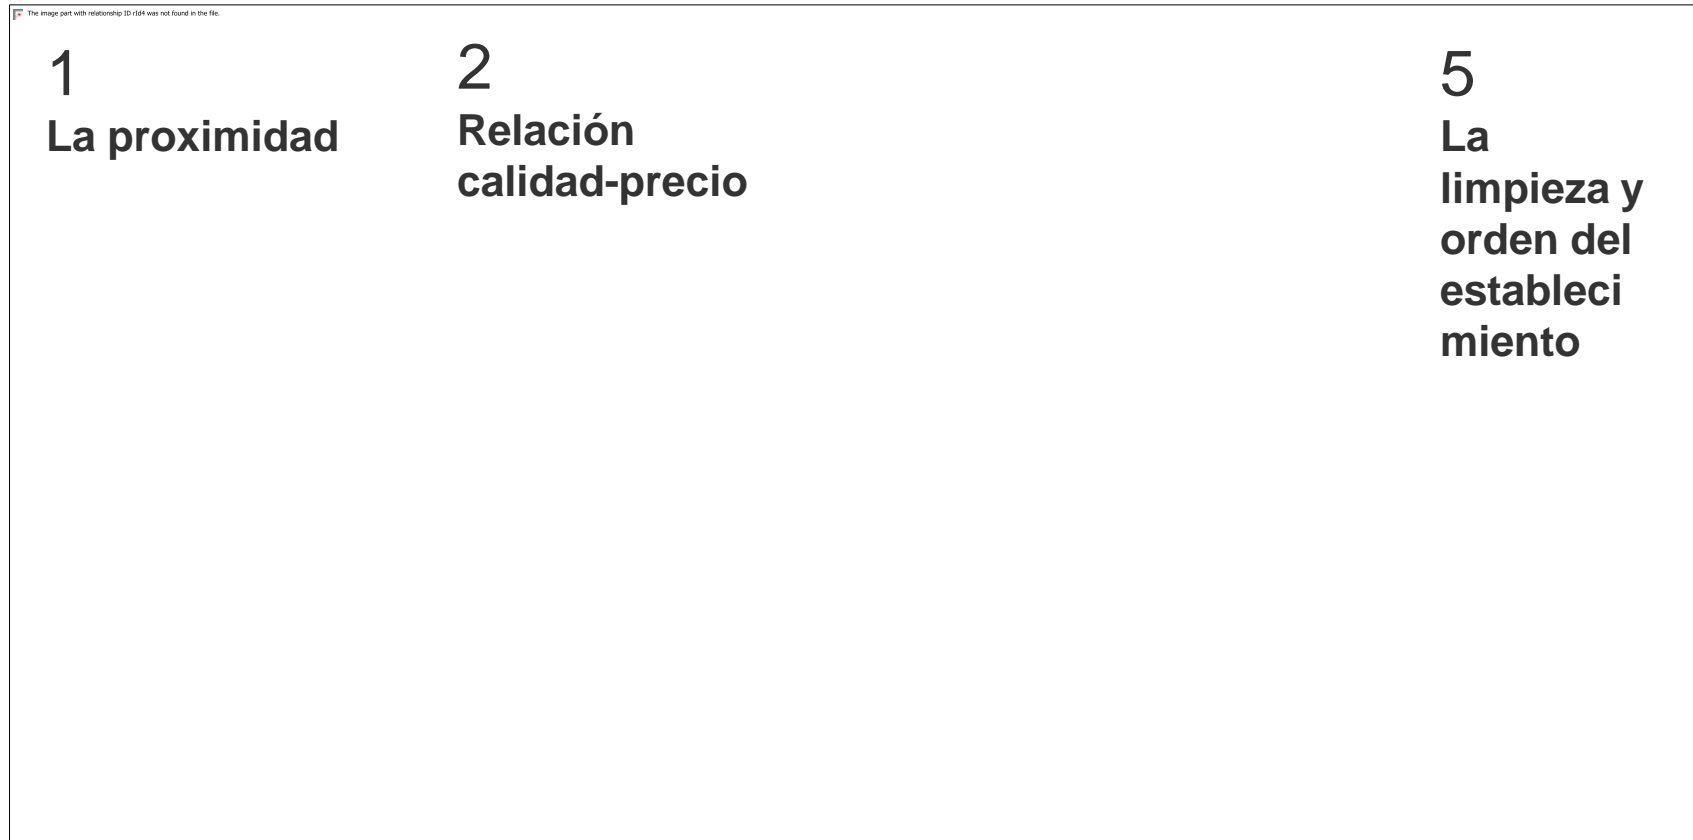 The image part with relationship ID rId4 was not found in the file.
1
La proximidad
2
Relación
calidad-precio
5
La
limpieza y
orden del
estableci
miento